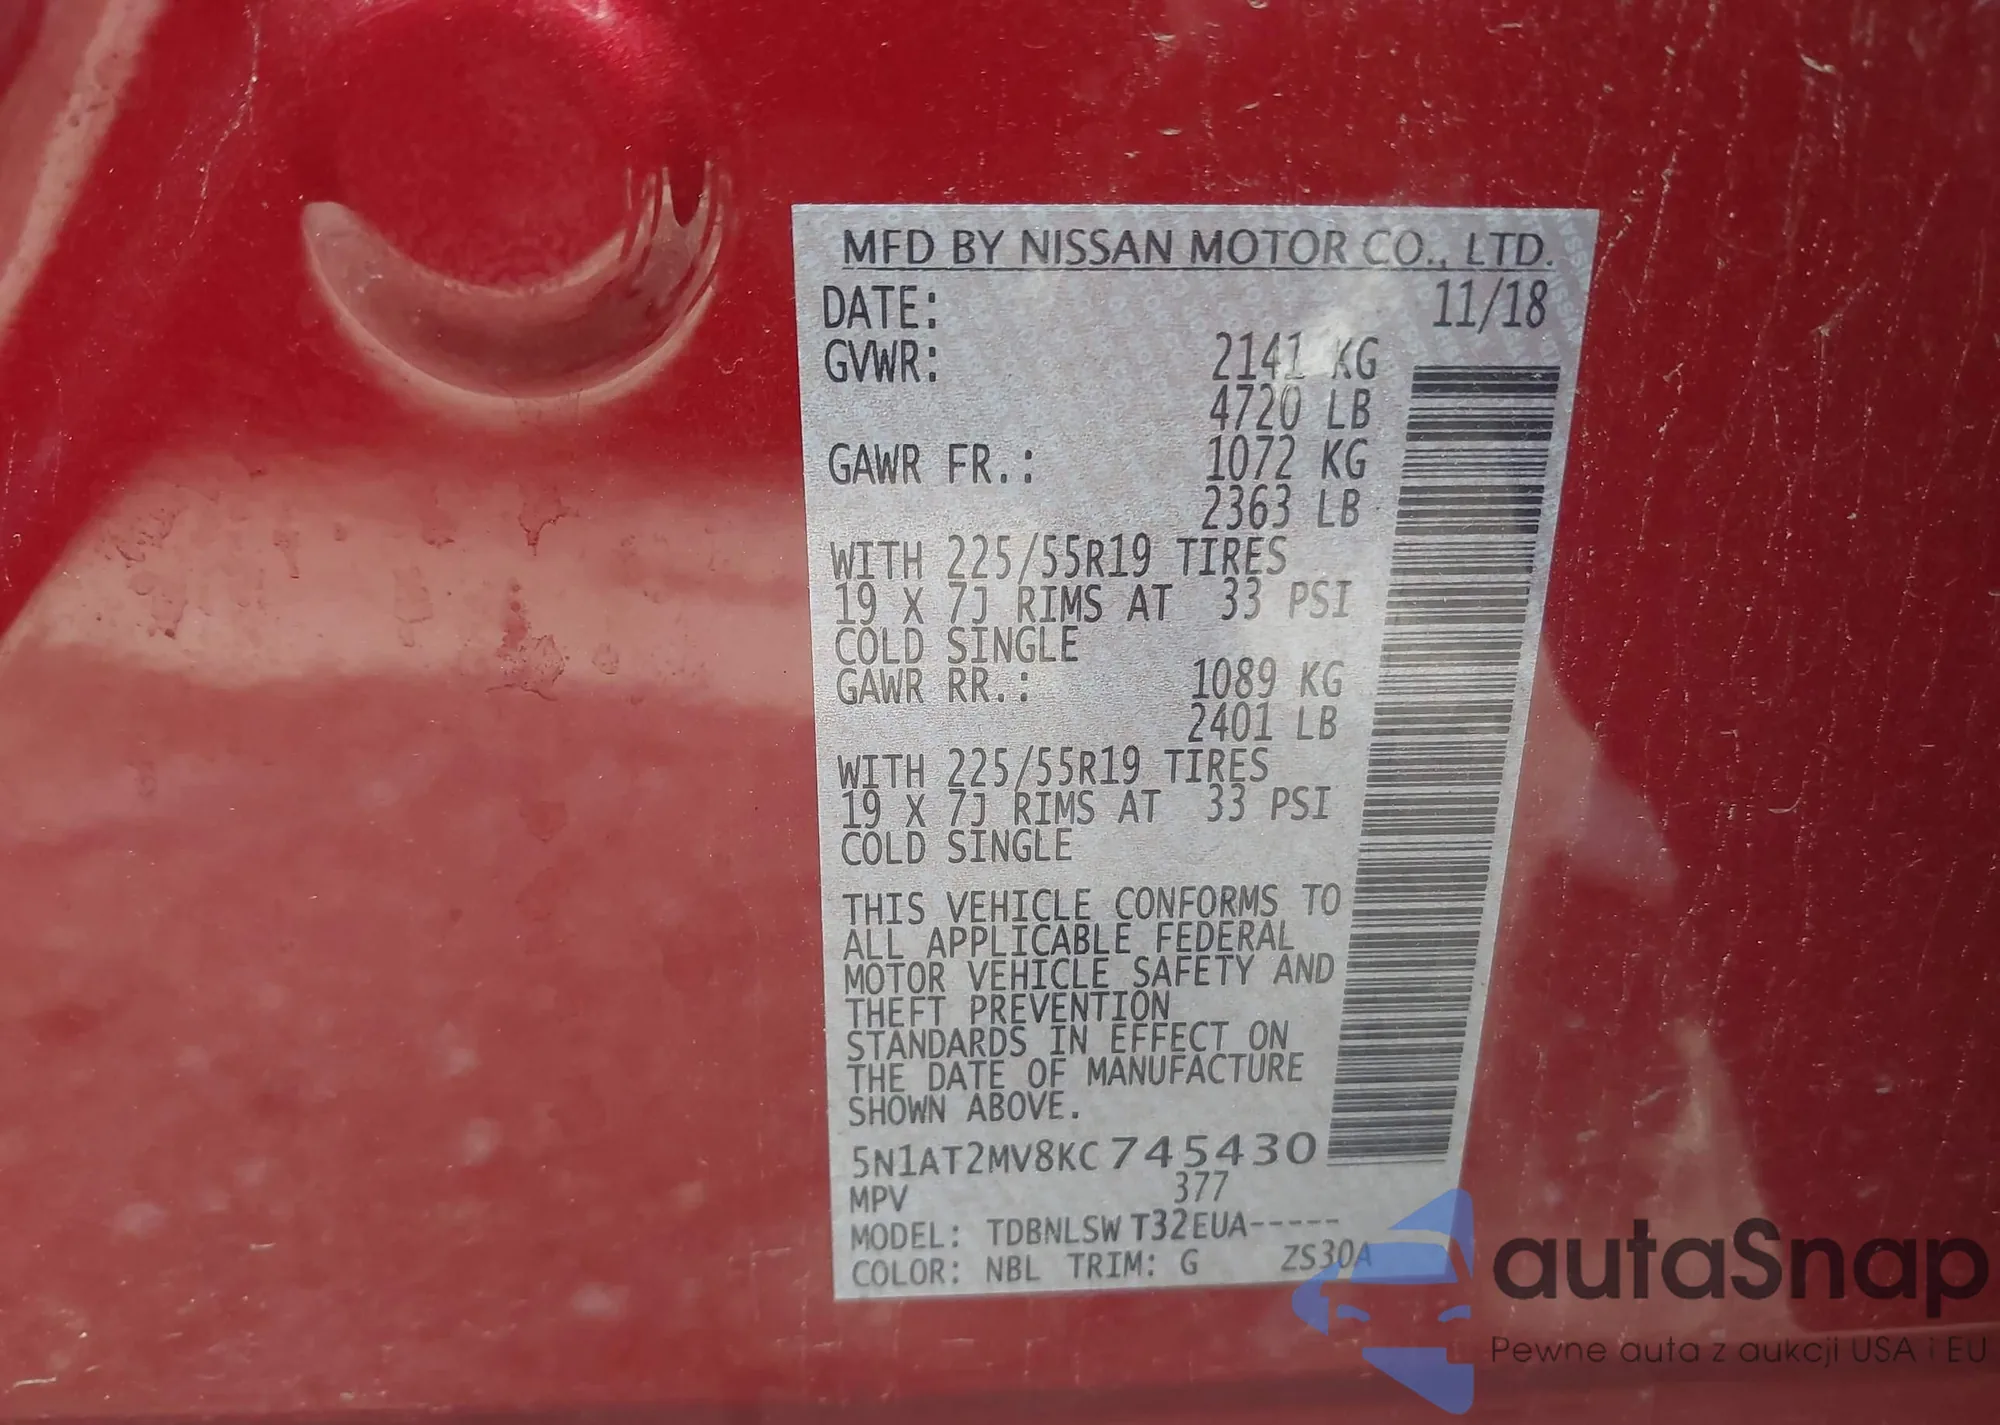 MFD BY NISSAN MOTOR CO., LTD.
DATE: 11/18
GVWR: 2141 KG
4720 LB
GAWR FR.: 1072 KG
2363 LB
WITH 225/55R19 TIRES
19 X 7J RIMS AT 33 PSI
COLD SINGLE
GAWR RR.: 1089 KG
2401 LB
WITH 225/55R19 TIRES
19 X 7J RIMS AT 33 PSI
COLD SINGLE
THIS VEHICLE CONFORMS TO
ALL APPLICABLE FEDERAL
MOTOR VEHICLE SAFETY AND
THEFT PREVENTION
STANDARDS IN EFFECT ON
THE DATE OF MANUFACTURE
SHOWN ABOVE.
5N1AT2MV8KC745430
MPV 377
MODEL: TDBNLSW T32EUA-----
COLOR: NBL TRIM: G ZS30A
autaSnap
Pewne auta z aukcji USA i EU